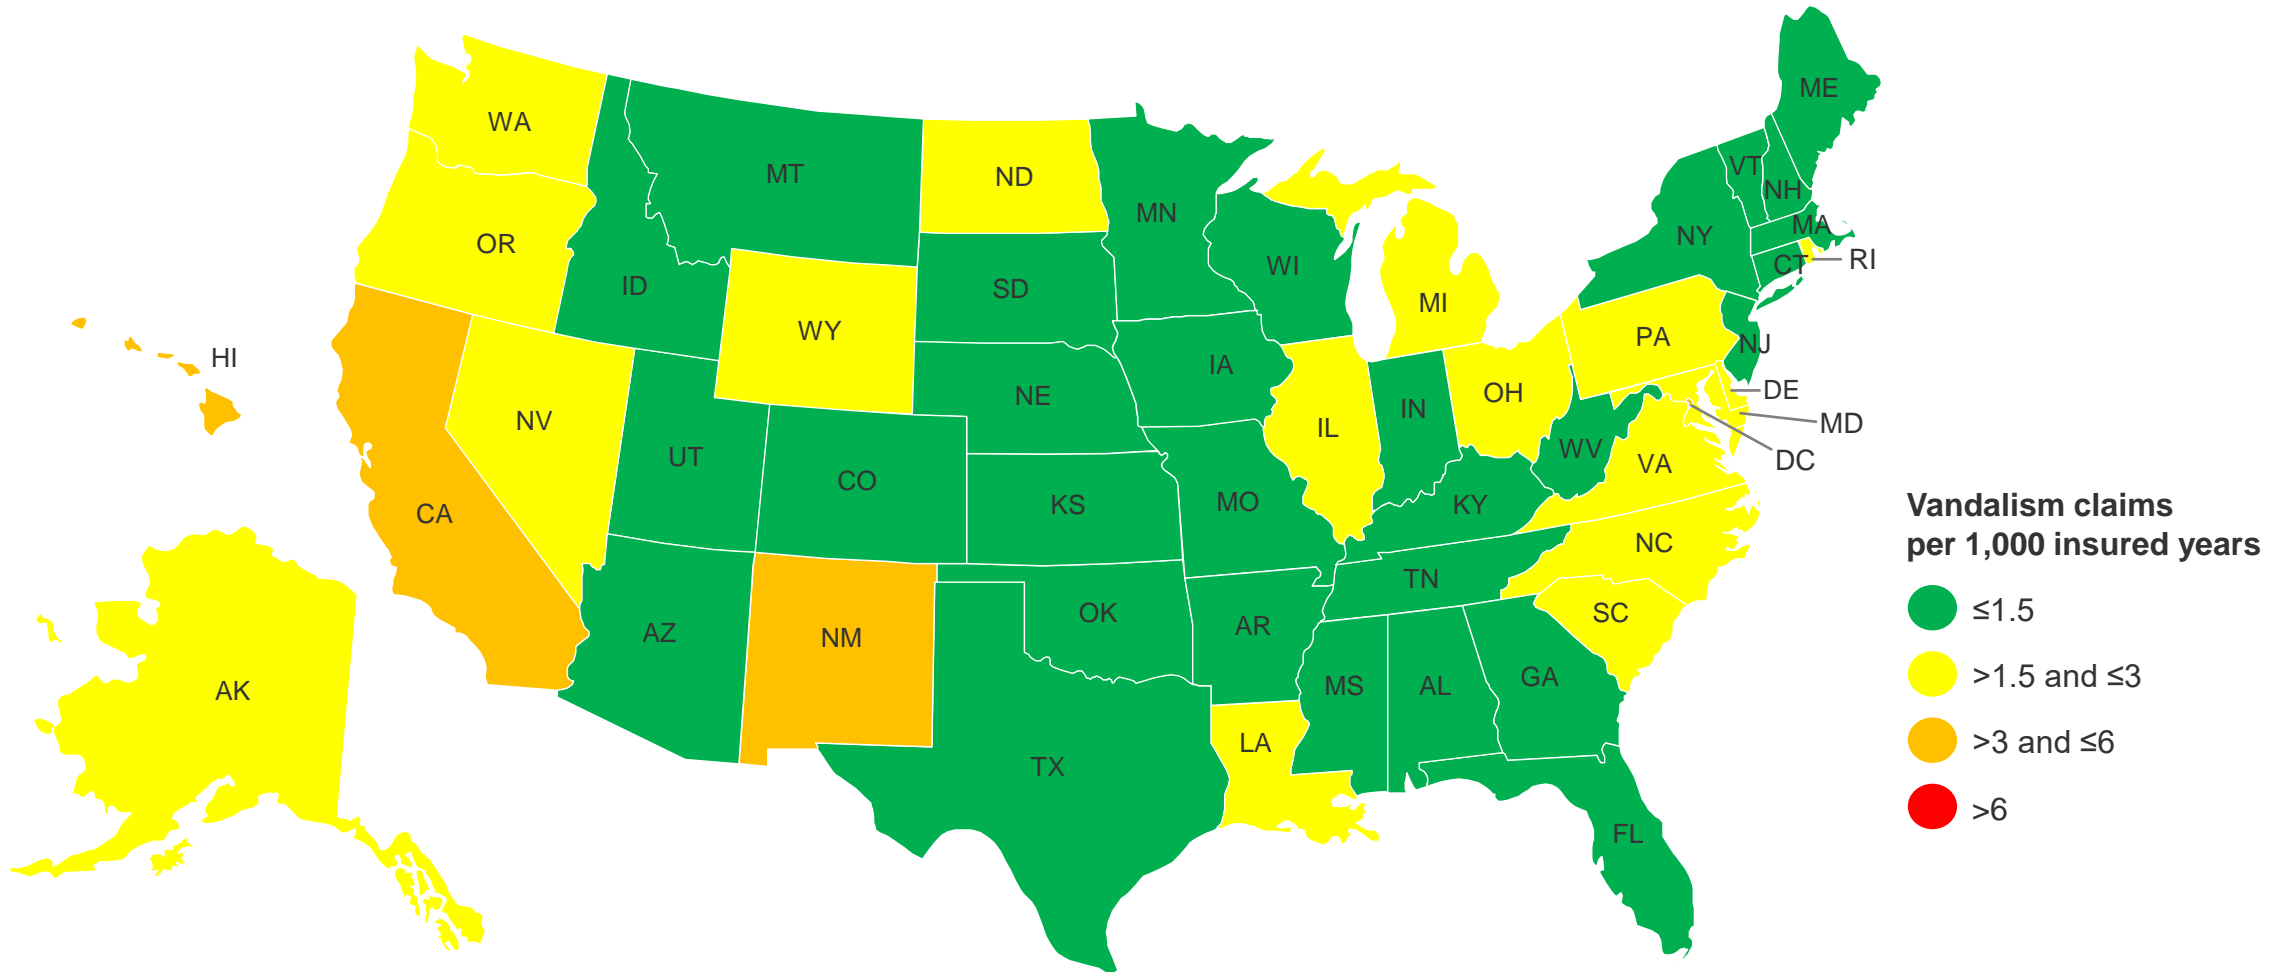 ME
WA
VT
MT
ND
NH
MN
MA
NY
OR
RI
CT
WI
ID
SD
MI
WY
PA
NJ
HI
IA
DE
NE
OH
IN
NV
MD
IL
WV
UT
DC
VA
CO
MO
KS
KY
Vandalism claims
per 1,000 insured years
CA
NC
TN
≤1.5
OK
SC
AR
AZ
NM
>1.5 and ≤3
GA
MS
AL
AK
LA
>3 and ≤6
TX
>6
FL